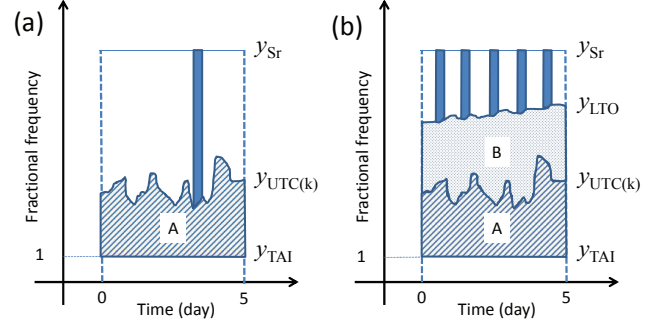 (a)
Fractional frequency
y_Sr
y_UTC(k)
A
y_TAI
1
0
5
Time (day)
(b)
Fractional frequency
y_Sr
y_LTO
B
y_UTC(k)
A
y_TAI
1
0
5
Time (day)